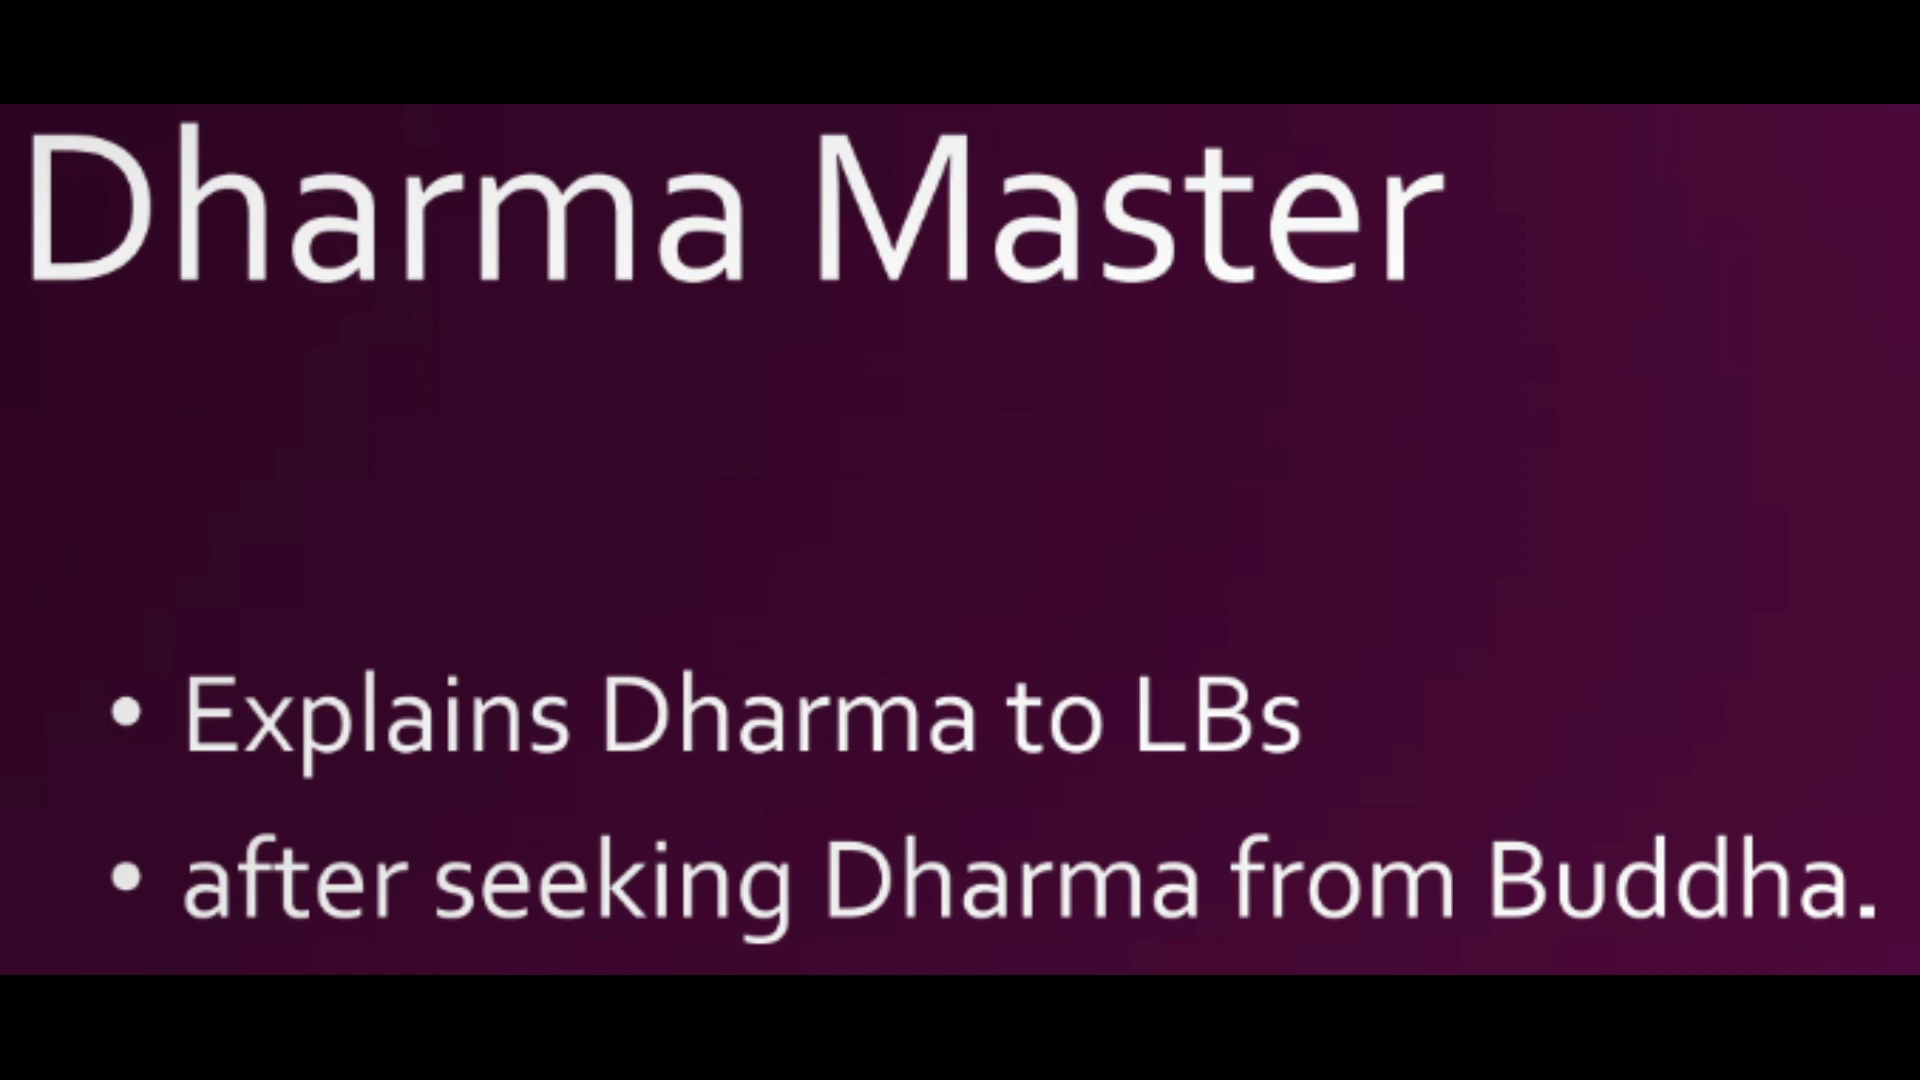 Dharma Master
• Explains Dharma to LBs
• after seeking Dharma from Buddha.